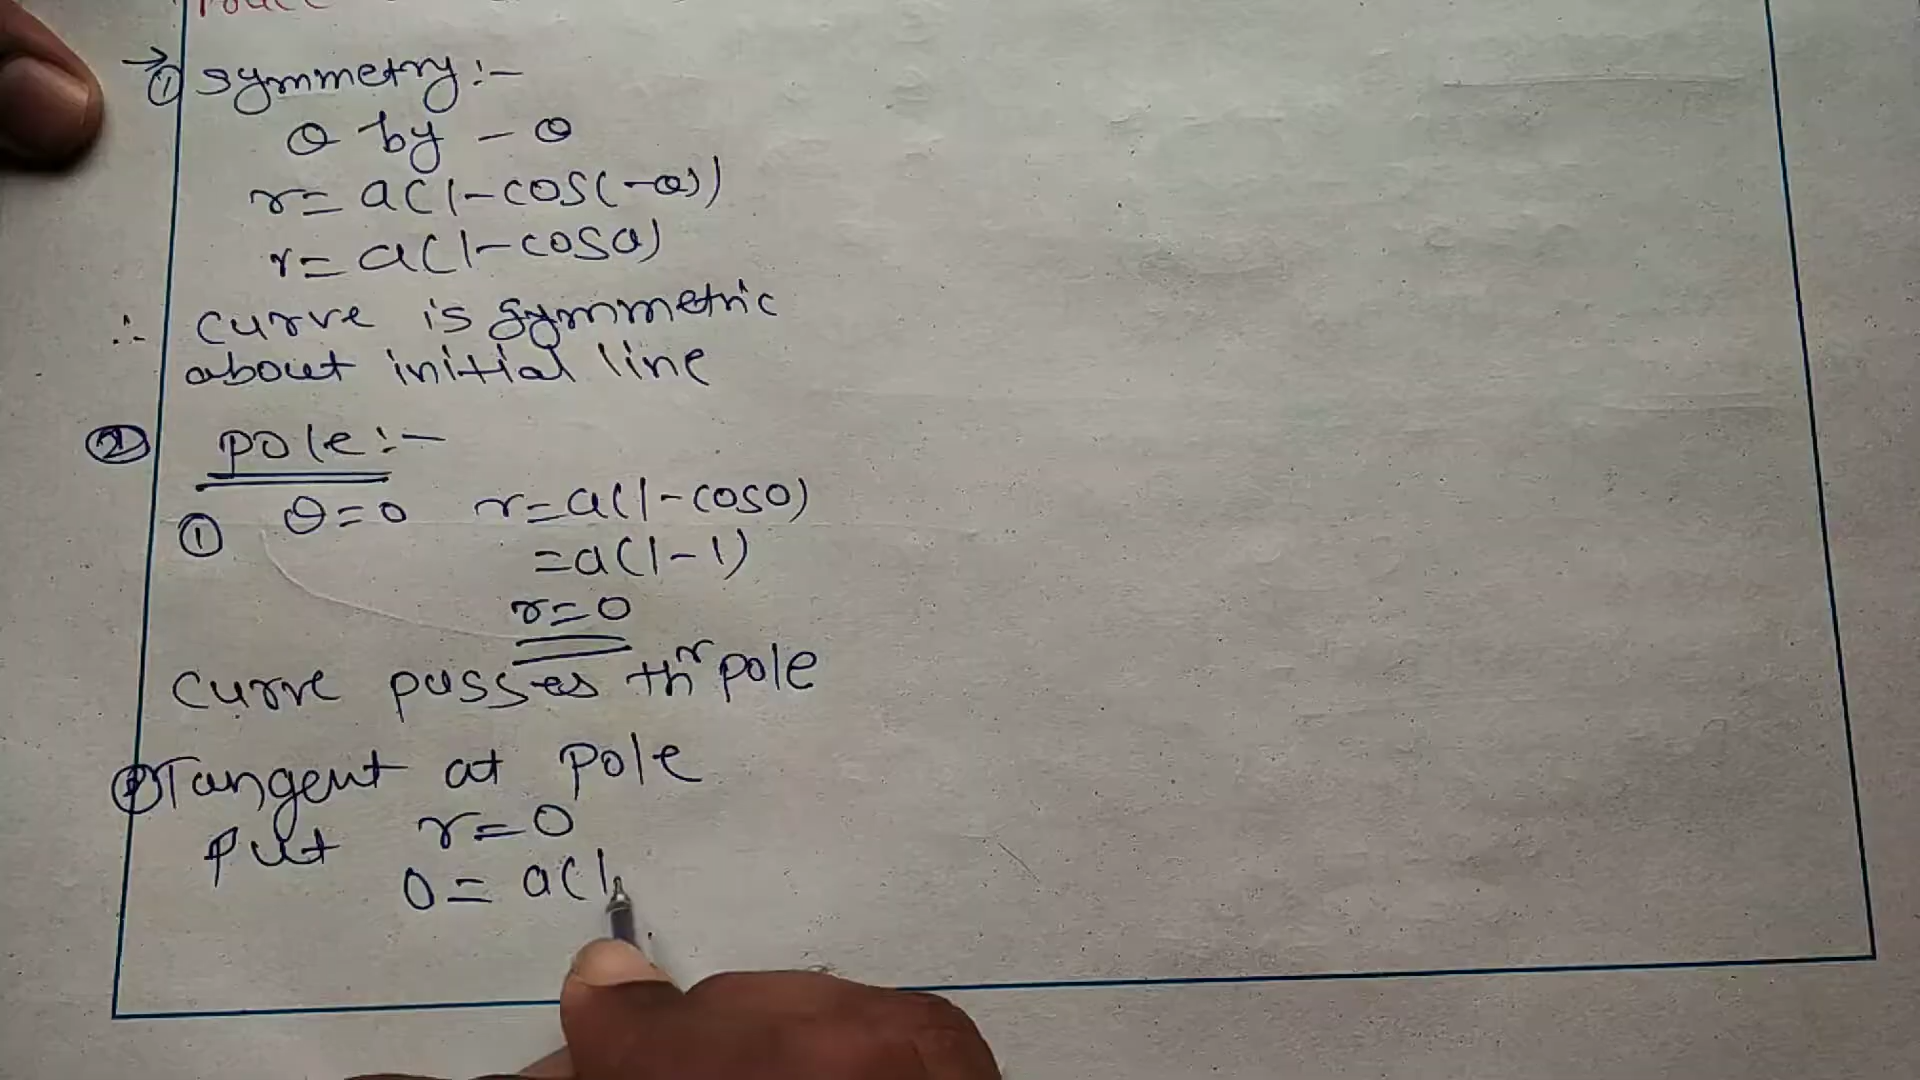 →① Symmetry :-
θ by -θ
r = a(1-cos(-θ))
r = a(1-cosθ)
∴ curve is symmetric
about initial line
② pole :-
① θ=0 r=a(1-cos0)
=a(1-1)
r=0
curve passes thr pole
② Tangent at pole
put r=0
0 = a(1